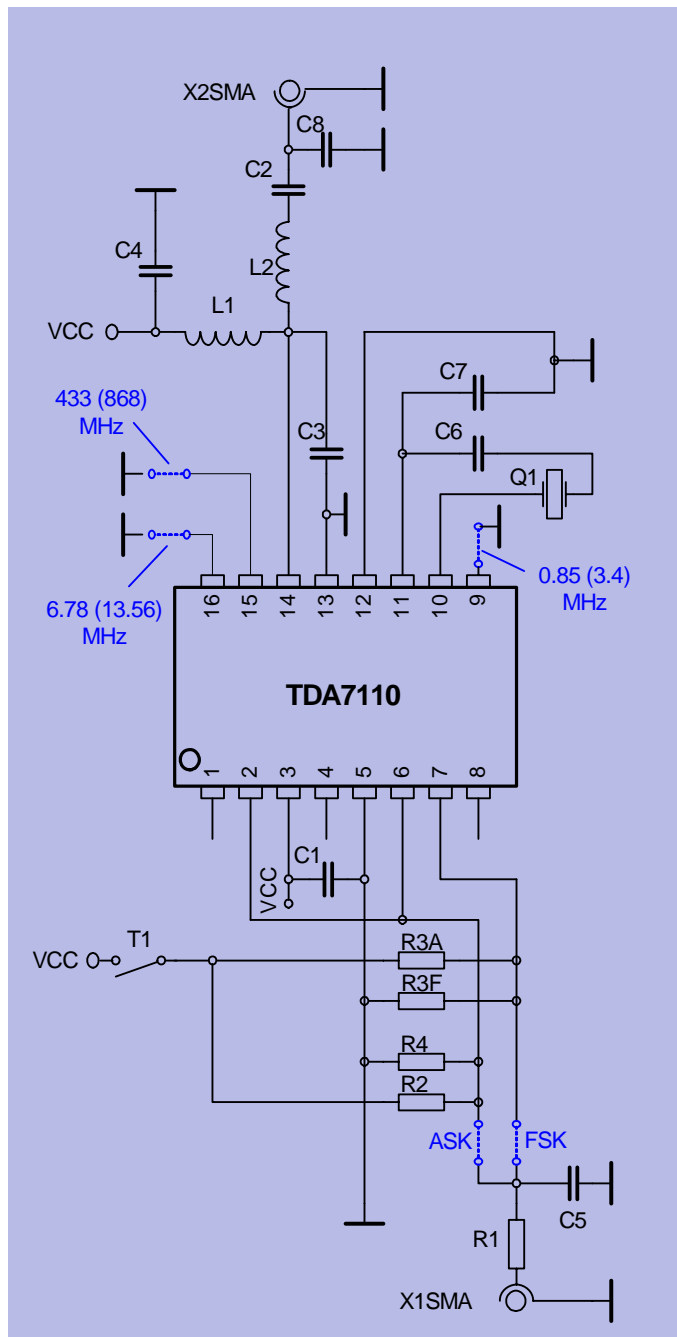 X2SMA
C8
C2
C4
L2
L1
VCC
433 (868)
MHz
C7
C3
C6
Q1
0.85 (3.4)
MHz
6.78 (13.56)
MHz
16 15 14 13 12 11 10 9
TDA7110
1 2 3 4 5 6 7 8
C1
VCC
T1
VCC
R3A
R3F
R4
R2
ASK
FSK
C5
R1
X1SMA